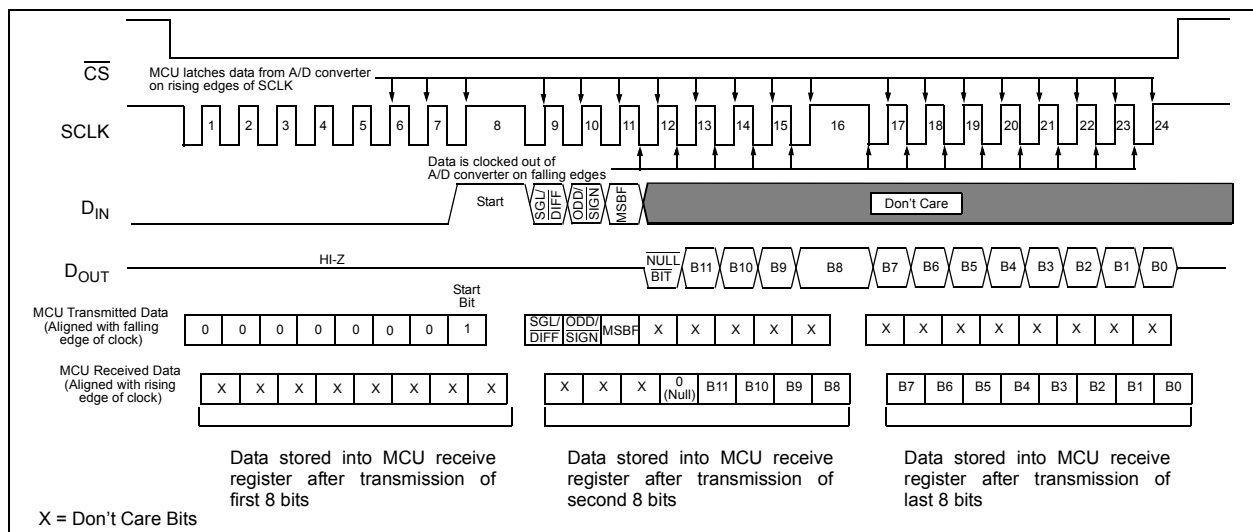 CS
MCU latches data from A/D converter
on rising edges of SCLK
SCLK
1 2 3 4 5 6 7 8 9 10 11 12 13 14 15 16 17 18 19 20 21 22 23 24
Data is clocked out of
A/D converter on falling edges
DIN
Start
SGL/
DIFF
ODD/
SIGN
MSBF
Don't Care
DOUT
HI-Z
NULL
BIT
B11 B10 B9 B8 B7 B6 B5 B4 B3 B2 B1 B0
Start
Bit
MCU Transmitted Data
(Aligned with falling
edge of clock)
0 0 0 0 0 0 0 1
SGL/
DIFF
ODD/
SIGN
MSBF X X X X X
X X X X X X X X
MCU Received Data
(Aligned with rising
edge of clock)
X X X X X X X X
X X X 0
(Null)
B11 B10 B9 B8
B7 B6 B5 B4 B3 B2 B1 B0
Data stored into MCU receive
register after transmission of
first 8 bits
Data stored into MCU receive
register after transmission of
second 8 bits
Data stored into MCU receive
register after transmission of
last 8 bits
X = Don't Care Bits